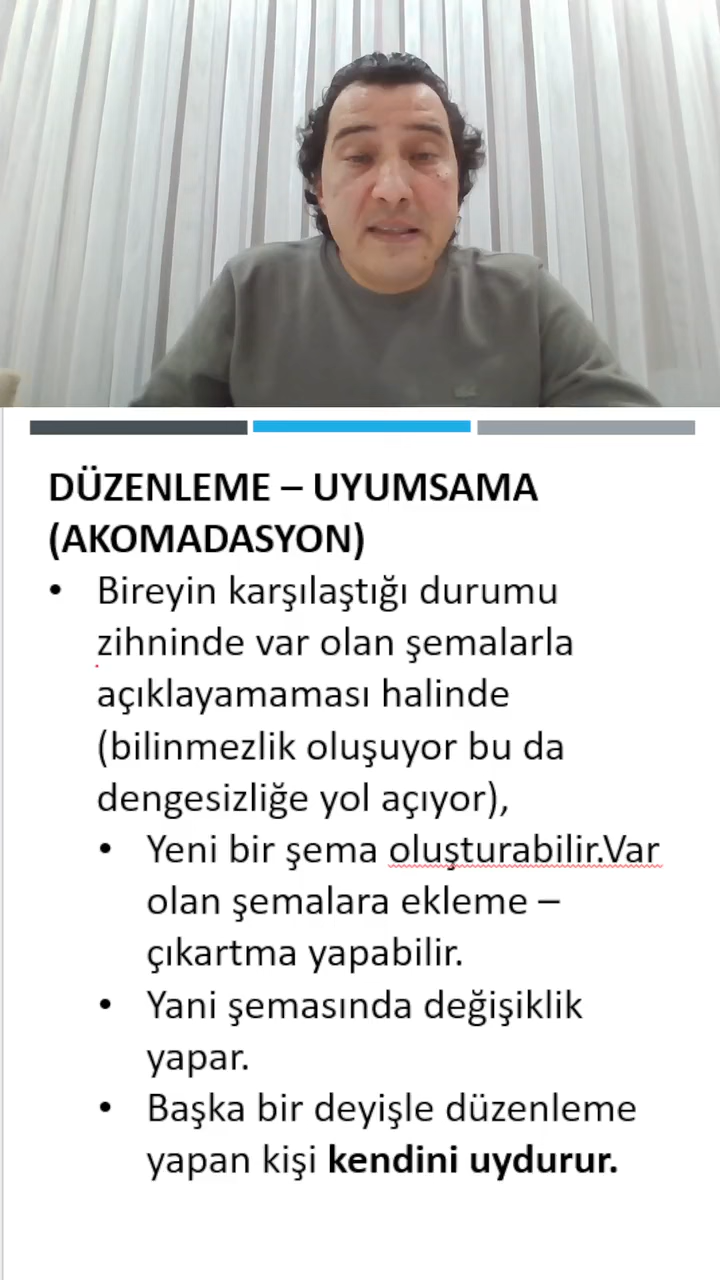 DÜZENLEME – UYUMSAMA
(AKOMADASYON)
• Bireyin karşılaştığı durumu
zihninde var olan şemalarla
açıklayamaması halinde
(bilinmezlik oluşuyor bu da
dengesizliğe yol açıyor),
• Yeni bir şema oluşturabilir.Var
olan şemalara ekleme –
çıkartma yapabilir.
• Yani şemasında değişiklik
yapar.
• Başka bir deyişle düzenleme
yapan kişi kendini uydurur.